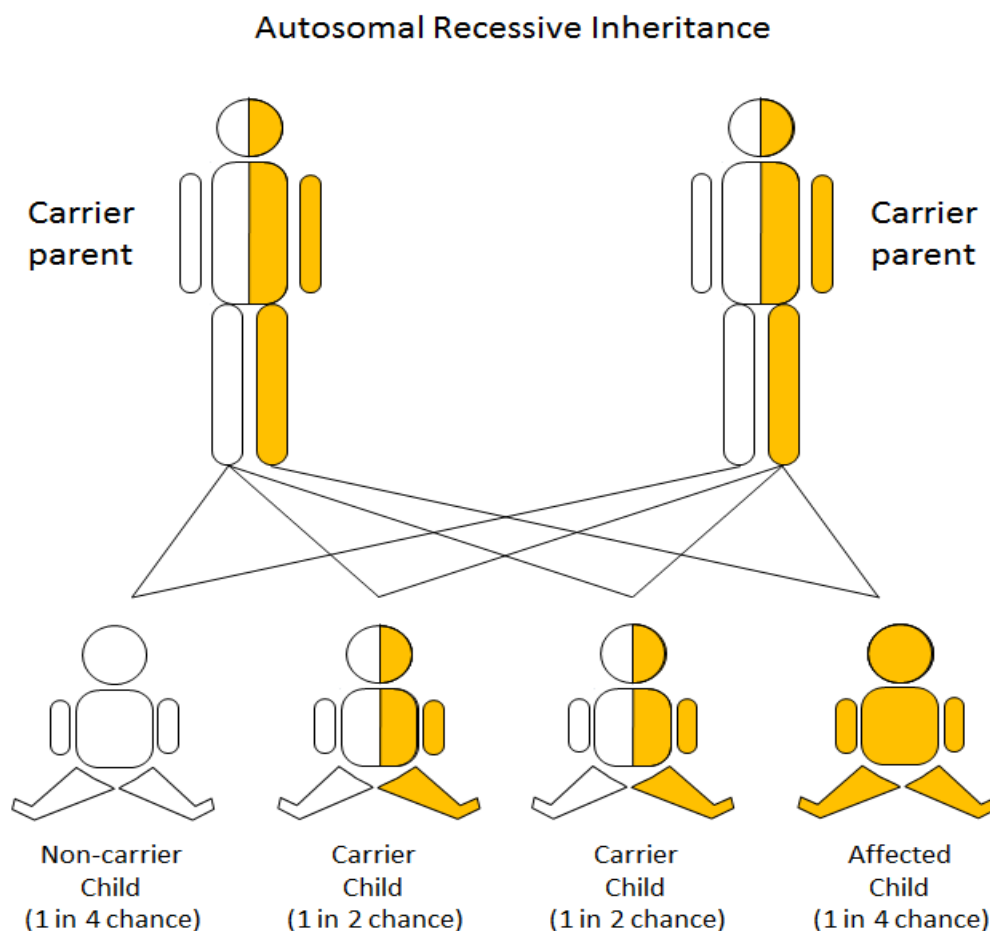 Autosomal Recessive Inheritance
Carrier
parent
Carrier
parent
Non-carrier
Child
(1 in 4 chance)
Carrier
Child
(1 in 2 chance)
Carrier
Child
(1 in 2 chance)
Affected
Child
(1 in 4 chance)